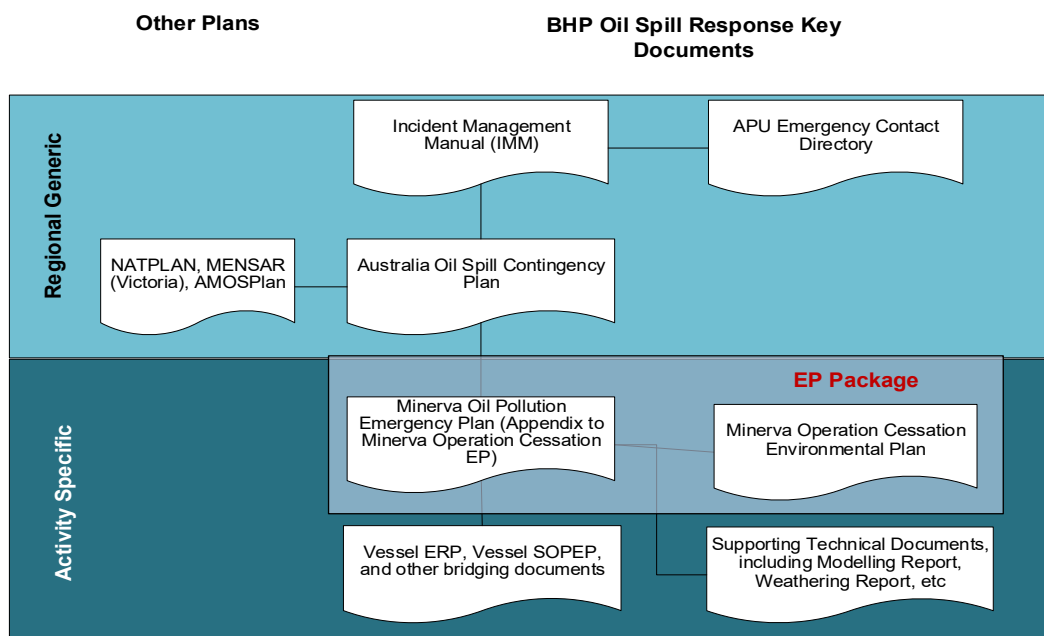 Other Plans
BHP Oil Spill Response Key
Documents
Regional Generic
Incident Management
Manual (IMM)
APU Emergency Contact
Directory
NATPLAN, MENSAR
(Victoria), AMOSPlan
Australia Oil Spill Contingency
Plan
Activity Specific
EP Package
Minerva Oil Pollution
Emergency Plan (Appendix to
Minerva Operation Cessation
EP)
Minerva Operation Cessation
Environmental Plan
Vessel ERP, Vessel SOPEP,
and other bridging documents
Supporting Technical Documents,
including Modelling Report,
Weathering Report, etc